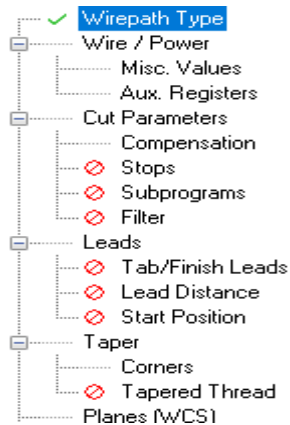 Wirepath Type
Wire / Power
Misc. Values
Aux. Registers
Cut Parameters
Compensation
Stops
Subprograms
Filter
Leads
Tab/Finish Leads
Lead Distance
Start Position
Taper
Corners
Tapered Thread
Planes (WCS)